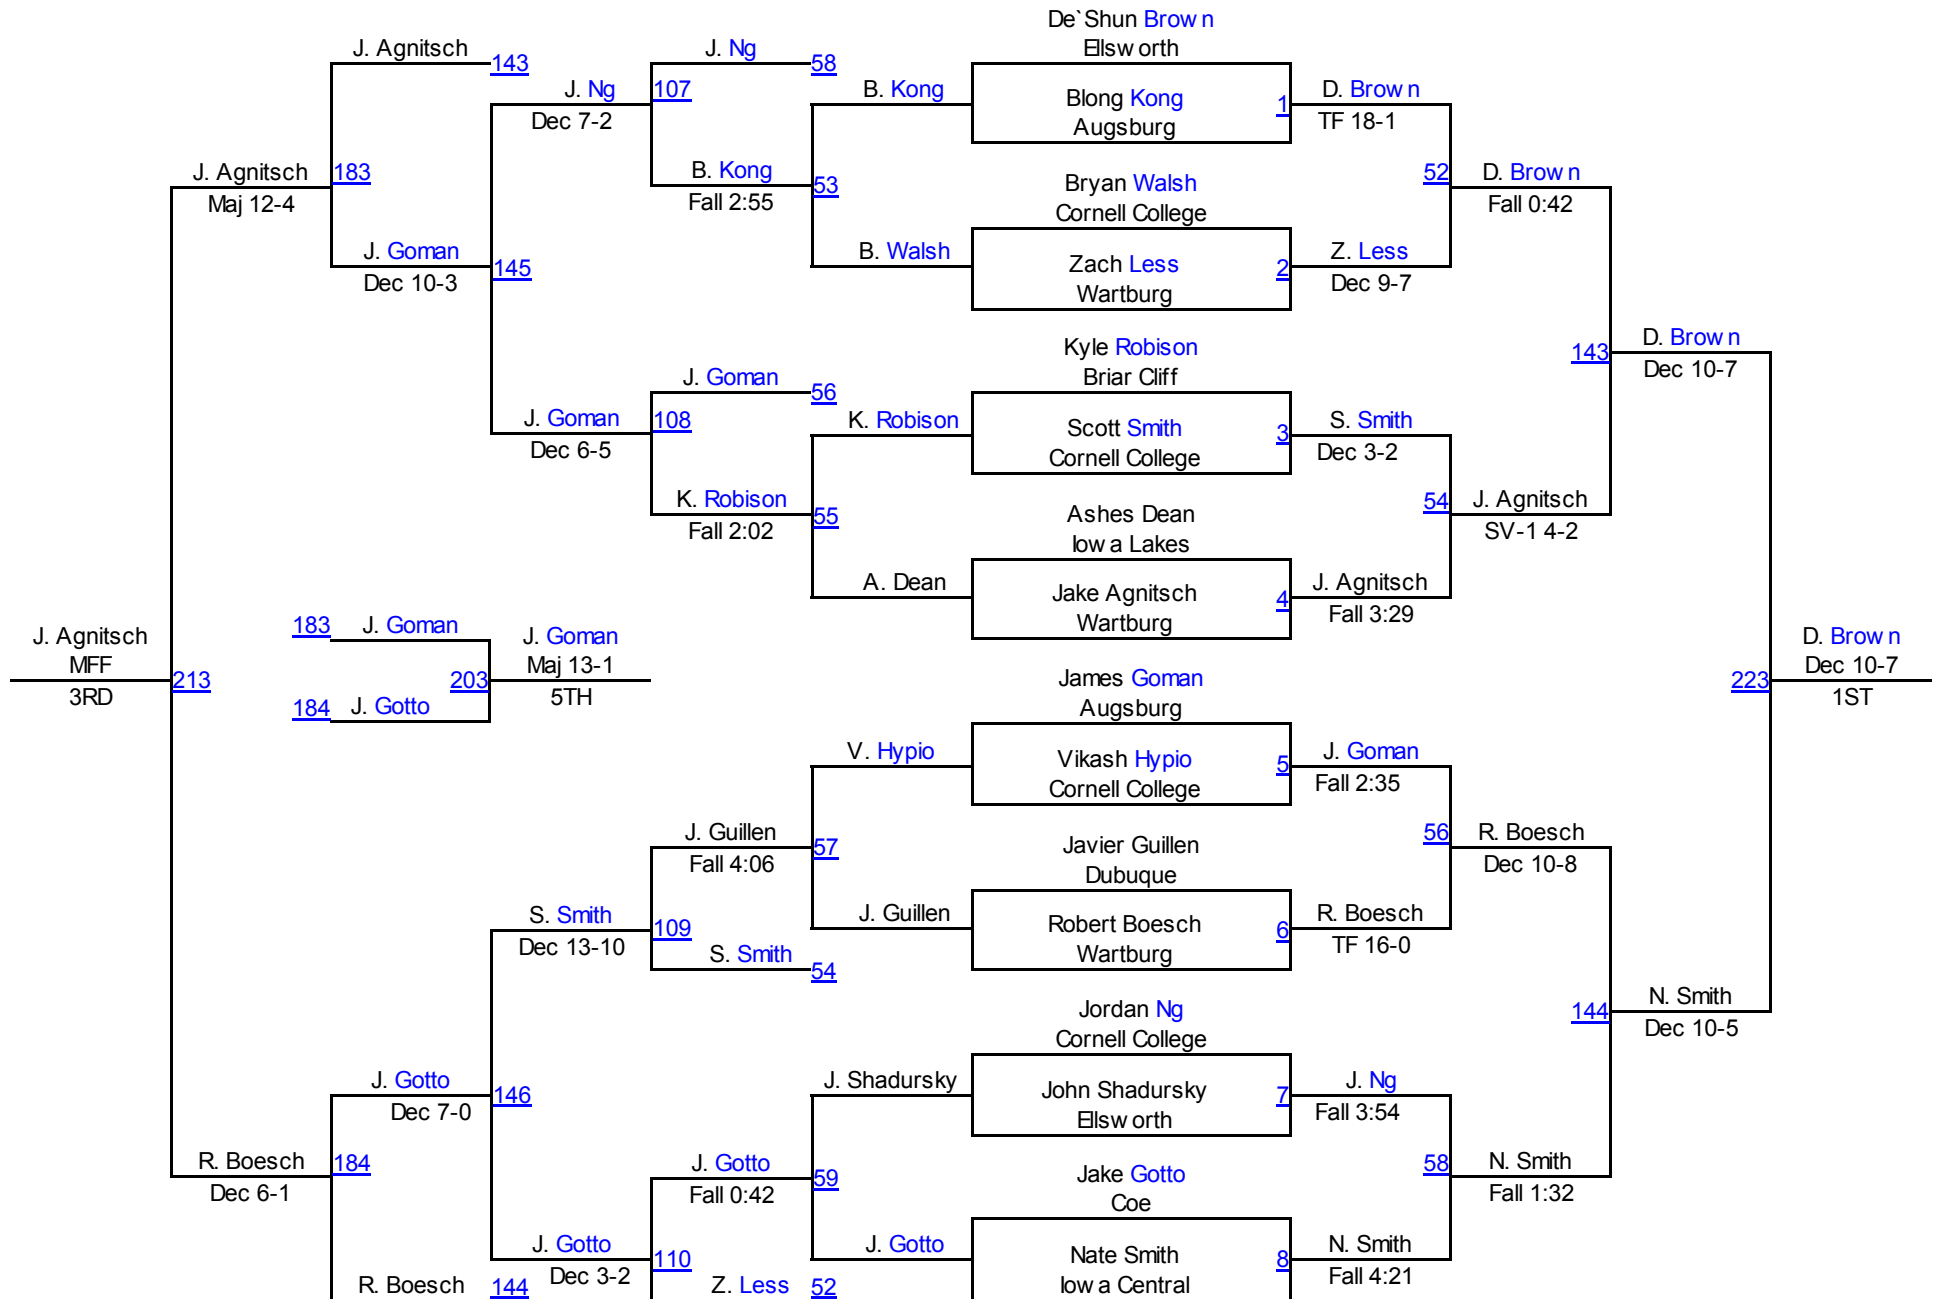 De`Shun Brown
J. Agnitsch
J. Ng
Ellsworth
143
58
J. Ng
107
B. Kong
Blong Kong
1
D. Brown
Dec 7-2
Augsburg
TF 18-1
J. Agnitsch
183
B. Kong
53
Bryan Walsh
52
D. Brown
Maj 12-4
Fall 2:55
Cornell College
Fall 0:42
J. Goman
145
B. Walsh
Zach Less
2
Z. Less
Dec 10-3
Wartburg
Dec 9-7
Kyle Robison
143
D. Brown
J. Goman
56
Briar Cliff
Dec 10-7
J. Goman
108
K. Robison
Scott Smith
3
S. Smith
Dec 6-5
Cornell College
Dec 3-2
K. Robison
55
Ashes Dean
54
J. Agnitsch
Fall 2:02
Iowa Lakes
SV-1 4-2
A. Dean
Jake Agnitsch
4
J. Agnitsch
Wartburg
Fall 3:29
J. Agnitsch
183
J. Goman
J. Goman
D. Brown
MFF
213
203
Maj 13-1
James Goman
223
Dec 10-7
3RD
184
J. Gotto
5TH
Augsburg
1ST
V. Hypio
Vikash Hypio
5
J. Goman
Cornell College
Fall 2:35
J. Guillen
57
Javier Guillen
56
R. Boesch
Fall 4:06
Dubuque
Dec 10-8
S. Smith
109
J. Guillen
Robert Boesch
6
R. Boesch
Dec 13-10
S. Smith
54
Wartburg
TF 16-0
Jordan Ng
144
N. Smith
Cornell College
Dec 10-5
J. Gotto
146
J. Shadursky
John Shadursky
7
J. Ng
Dec 7-0
Ellsworth
Fall 3:54
R. Boesch
184
J. Gotto
59
Jake Gotto
58
N. Smith
Dec 6-1
Fall 0:42
Coe
Fall 1:32
J. Gotto
110
J. Gotto
Nate Smith
8
N. Smith
R. Boesch
144
Dec 3-2
Z. Less
52
Iowa Central
Fall 4:21